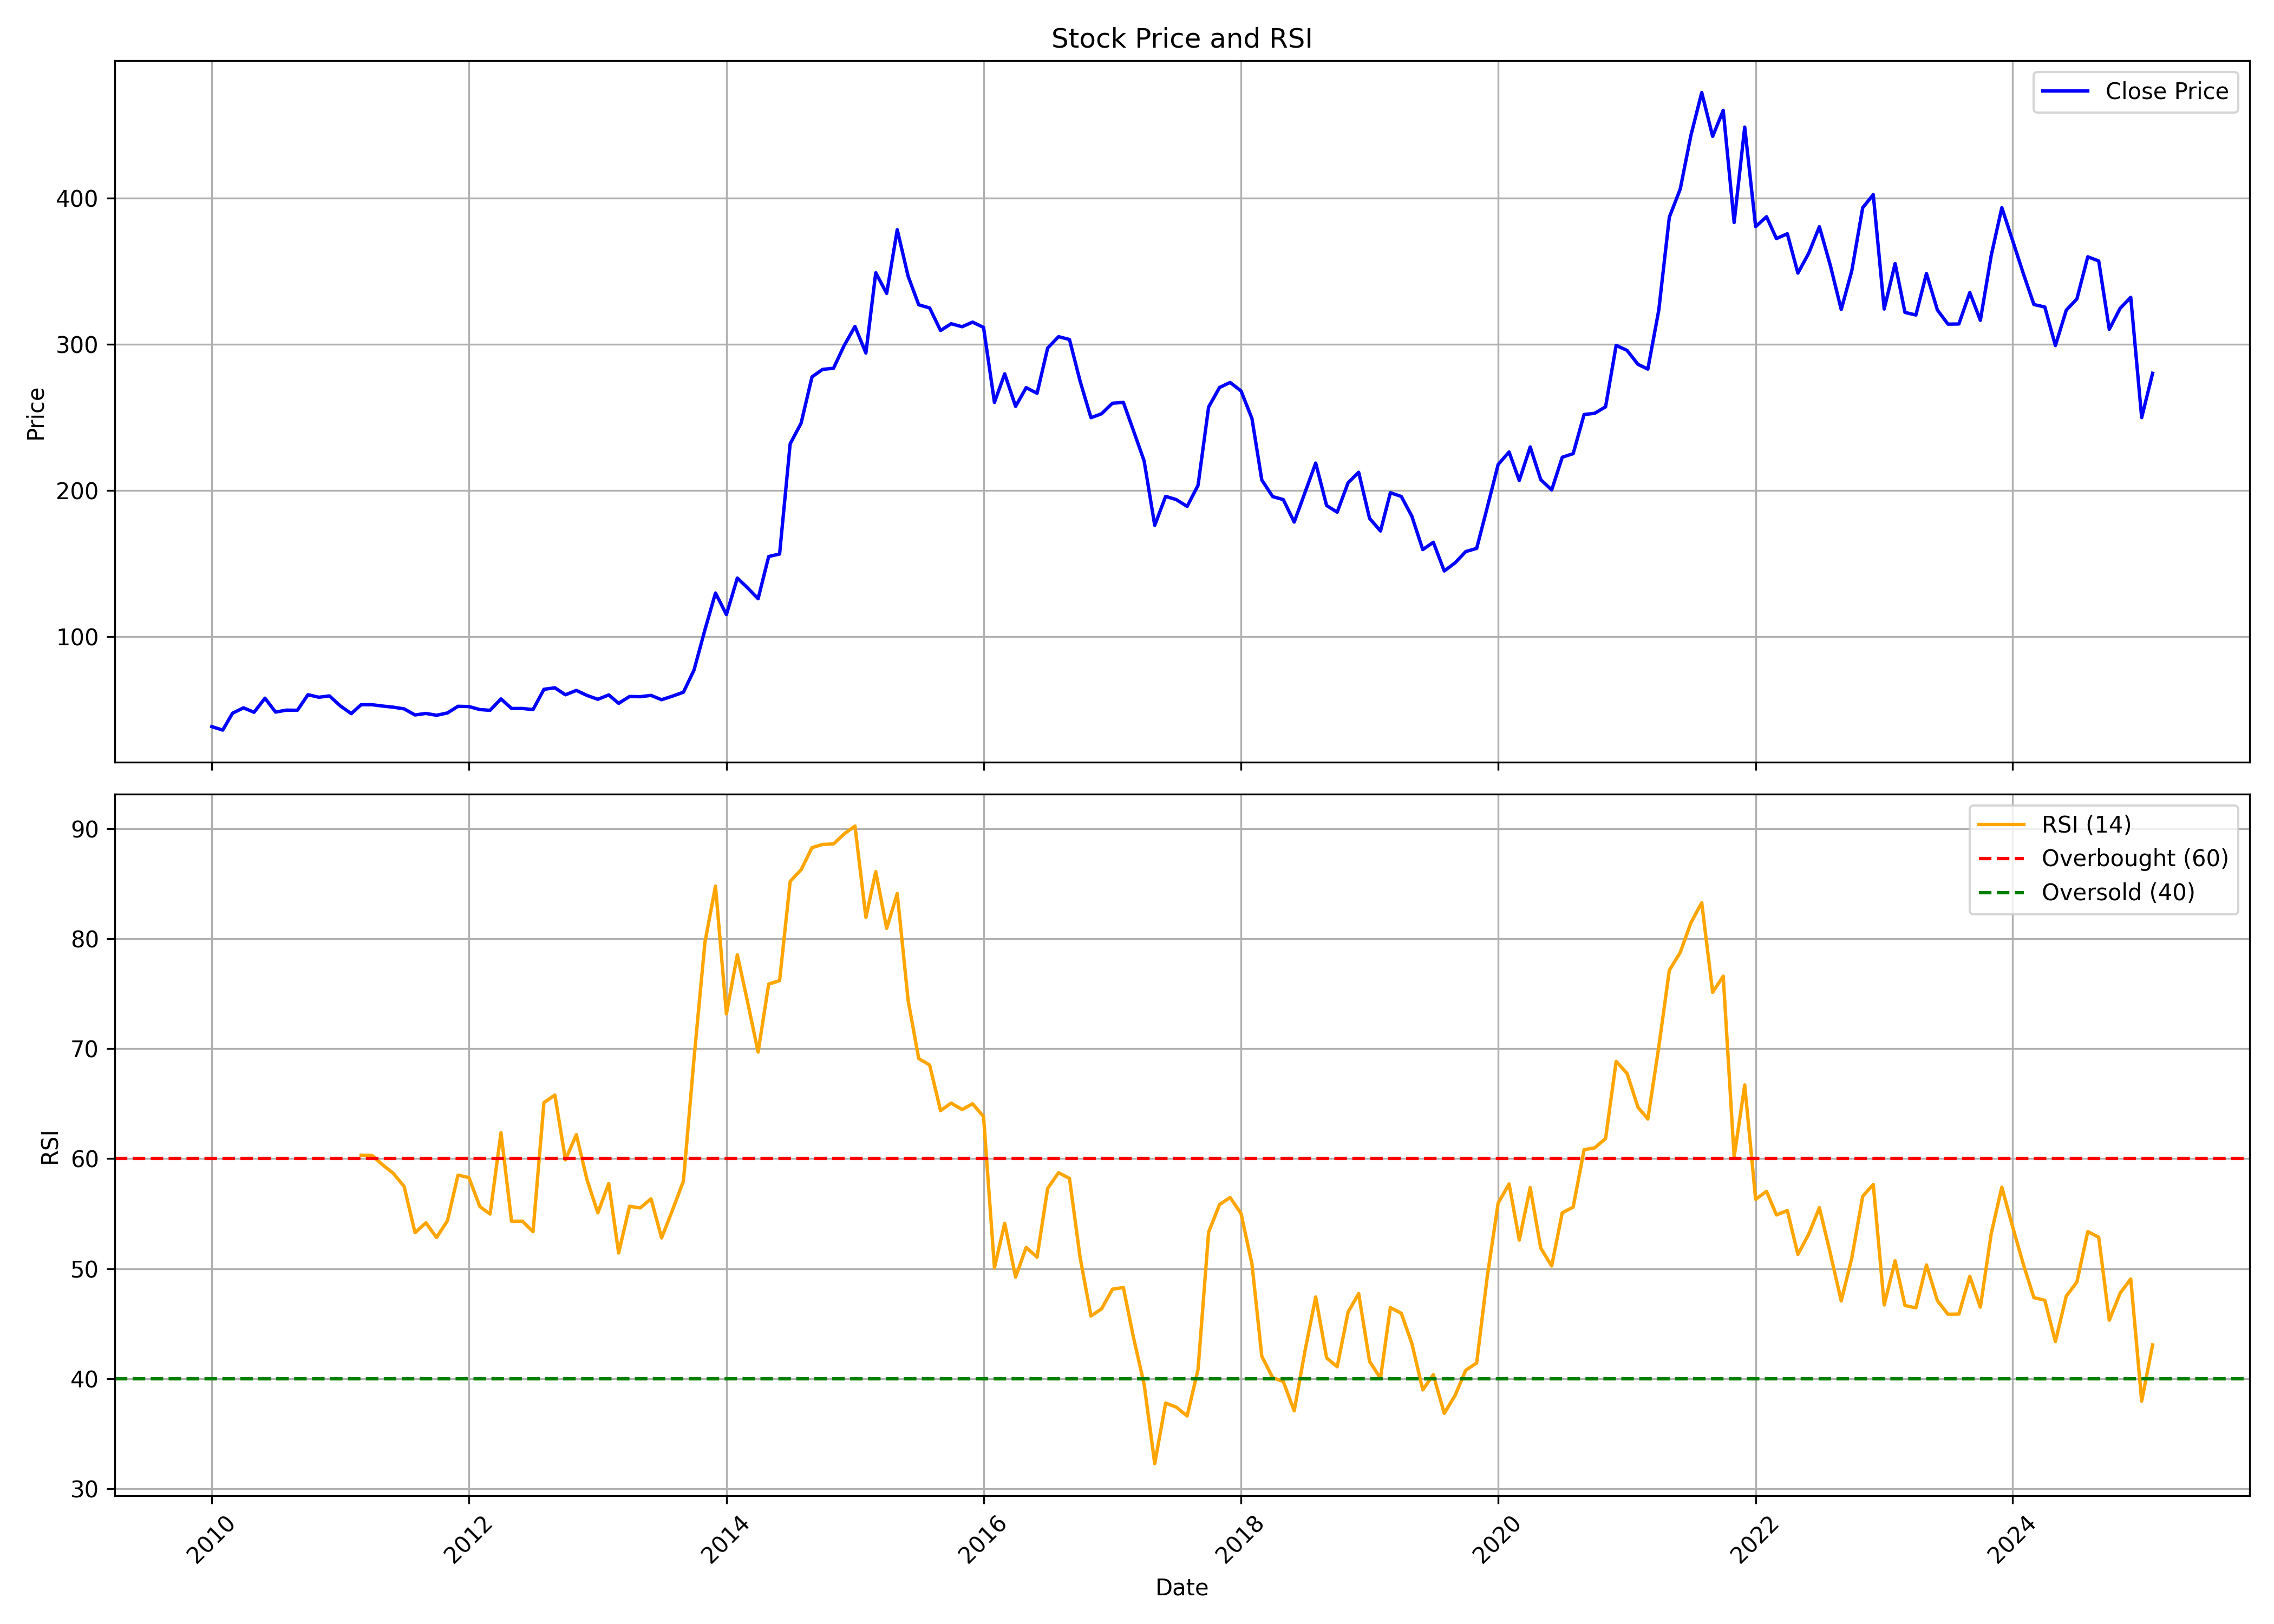 Stock Price and RSI
Close Price
400
300
200
100
Price
RSI (14)
Overbought (60)
Oversold (40)
90
80
70
60
50
40
30
RSI
2010
2012
2014
2016
2018
2020
2022
2024
Date